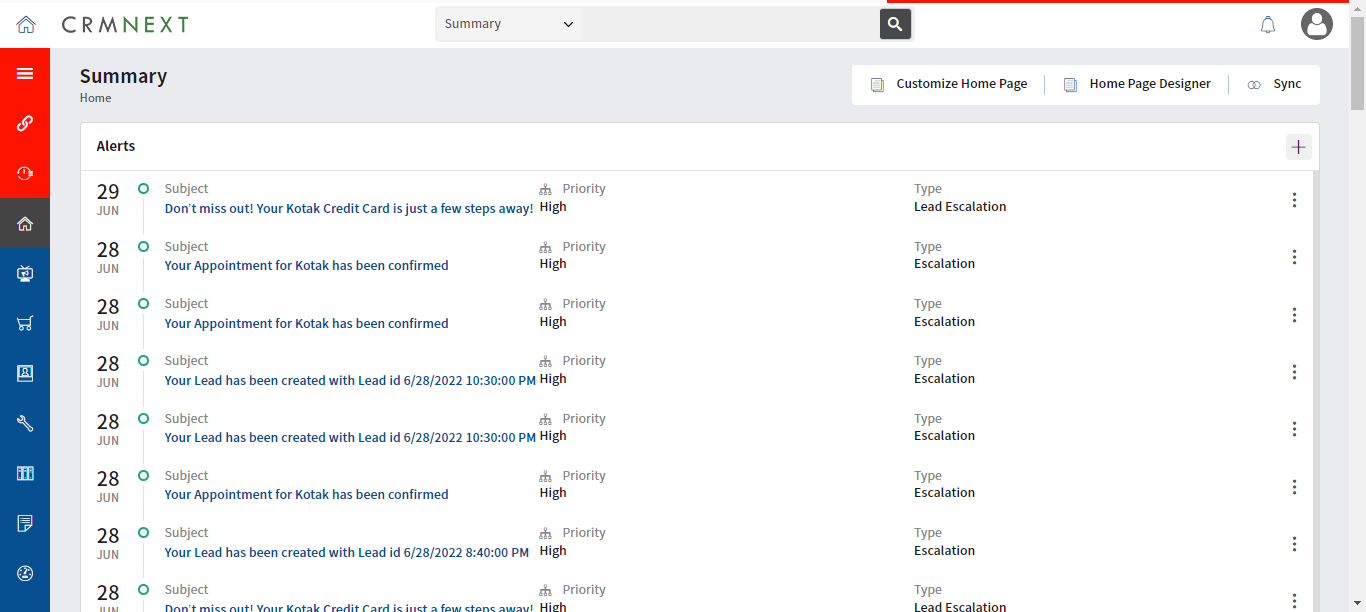 CRMNEXT
Summary
Summary
Home
Customize Home Page
Home Page Designer
Sync
Alerts
29 Subject Priority Type
JUN Don't miss out! Your Kotak Credit Card is just a few steps away! High Lead Escalation
28 Subject Priority Type
JUN Your Appointment for Kotak has been confirmed High Escalation
28 Subject Priority Type
JUN Your Appointment for Kotak has been confirmed High Escalation
28 Subject Priority Type
JUN Your Lead has been created with Lead id 6/28/2022 10:30:00 PM High Escalation
28 Subject Priority Type
JUN Your Lead has been created with Lead id 6/28/2022 10:30:00 PM High Escalation
28 Subject Priority Type
JUN Your Appointment for Kotak has been confirmed High Escalation
28 Subject Priority Type
JUN Your Lead has been created with Lead id 6/28/2022 8:40:00 PM High Escalation
28 Subject Priority Type
JUN Don't miss out! Your Kotak Credit Card is just a few steps away! High Lead Escalation